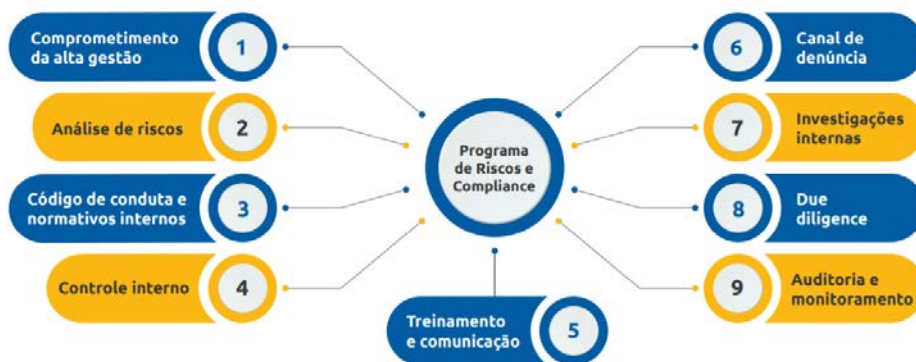 Comprometimento
da alta gestão
1
Análise de riscos
2
Código de conduta e
normativos internos
3
Controle interno
4
Programa
de Riscos e
Compliance
Treinamento
e comunicação
5
6
Canal de
denúncia
7
Investigações
internas
8
Due
diligence
9
Auditoria e
monitoramento